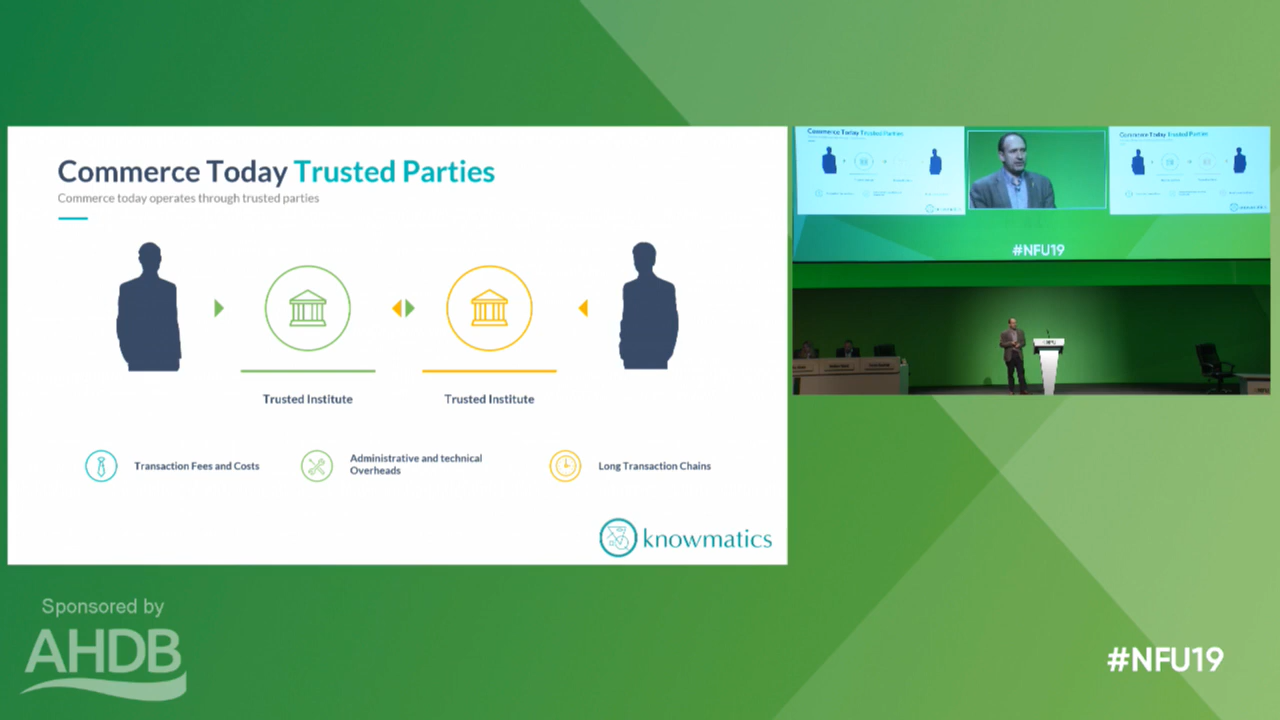 Commerce Today Trusted Parties
Commerce today operates through trusted parties
Trusted Institute
Trusted Institute
Transaction Fees and Costs
Administrative and technical
Overheads
Long Transaction Chains
knowmatics
Commerce Today Trusted Parties
Commerce Today Trusted Parties
#NFU19
Sponsored by
AHDB
#NFU19